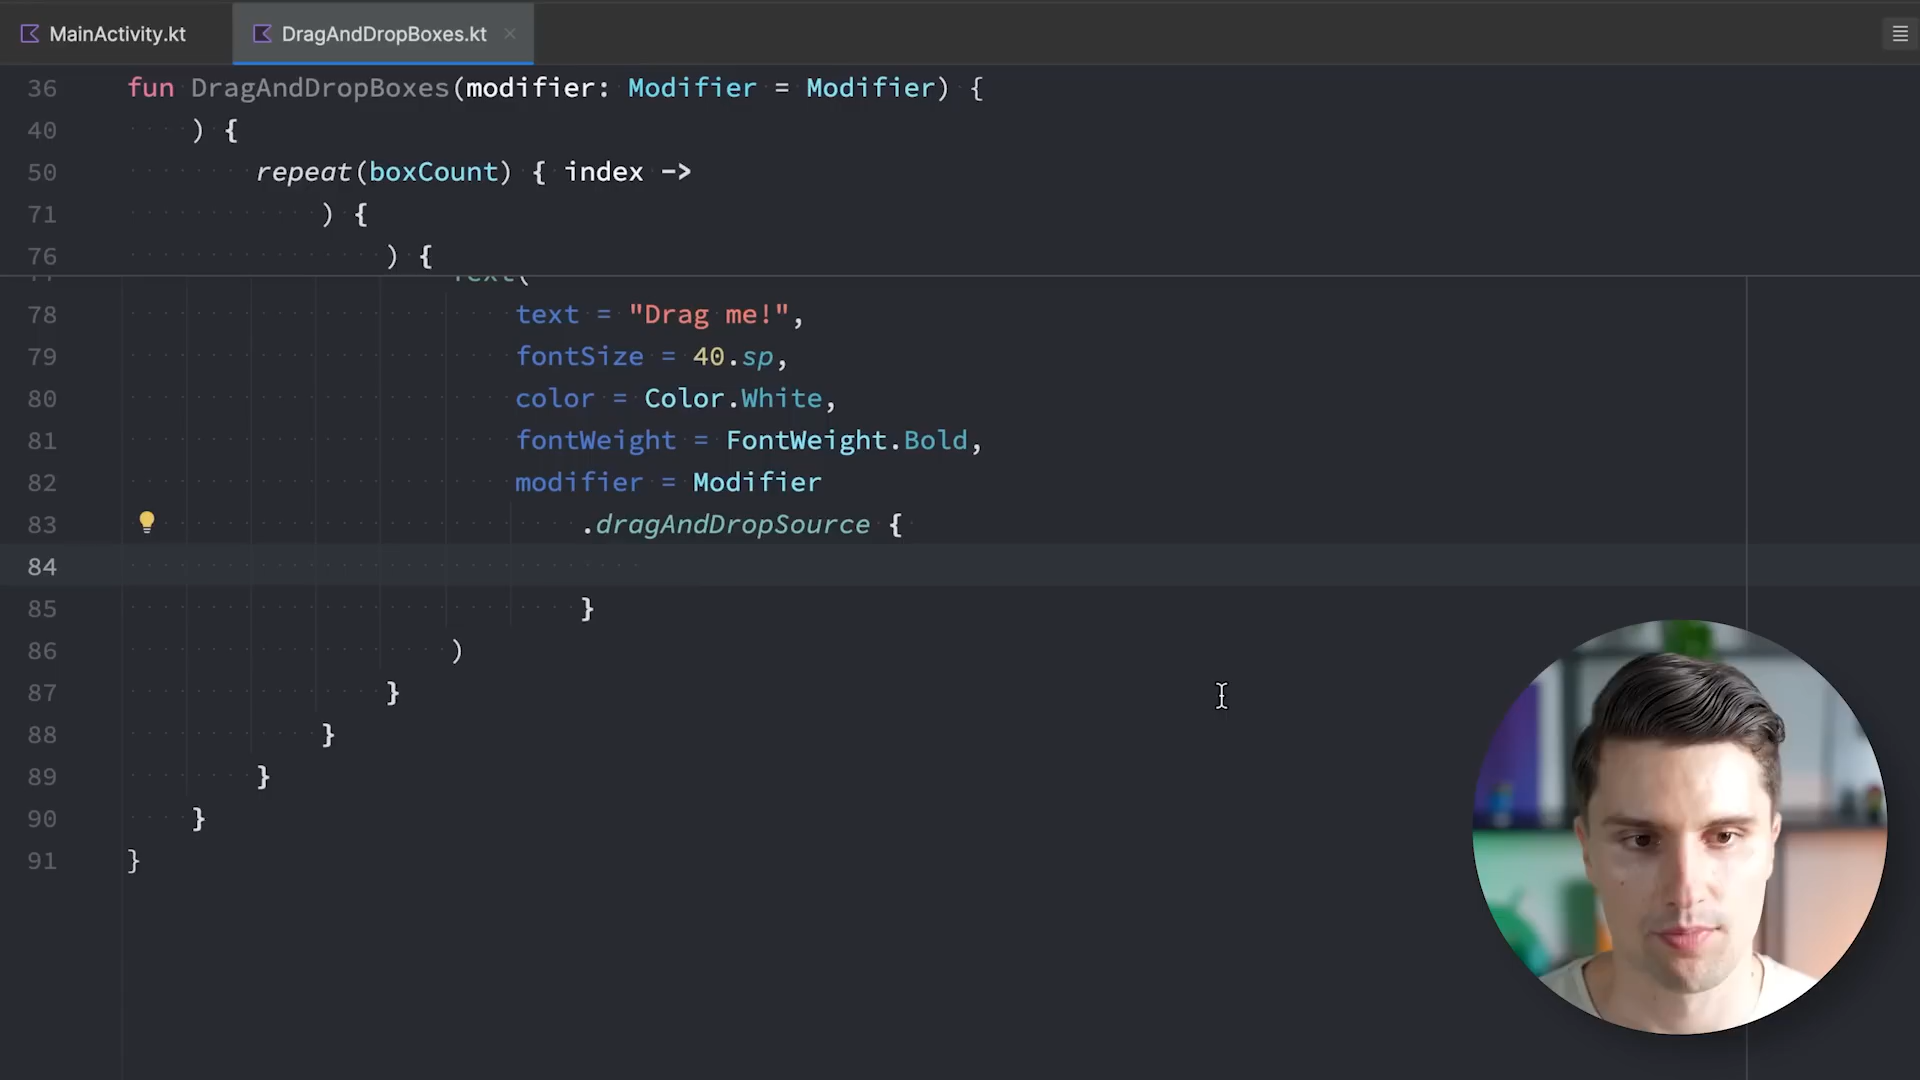 MainActivity.kt
DragAndDropBoxes.kt
36 fun DragAndDropBoxes(modifier: Modifier = Modifier) {
40 ) {
50 repeat(boxCount) { index ->
71 ) {
76 ) {
Text(
78 text = "Drag me!",
79 fontSize = 40.sp,
80 color = Color.White,
81 fontWeight = FontWeight.Bold,
82 modifier = Modifier
83 .dragAndDropSource {
84
85 }
86 )
87 }
88 }
89 }
90 }
91 }